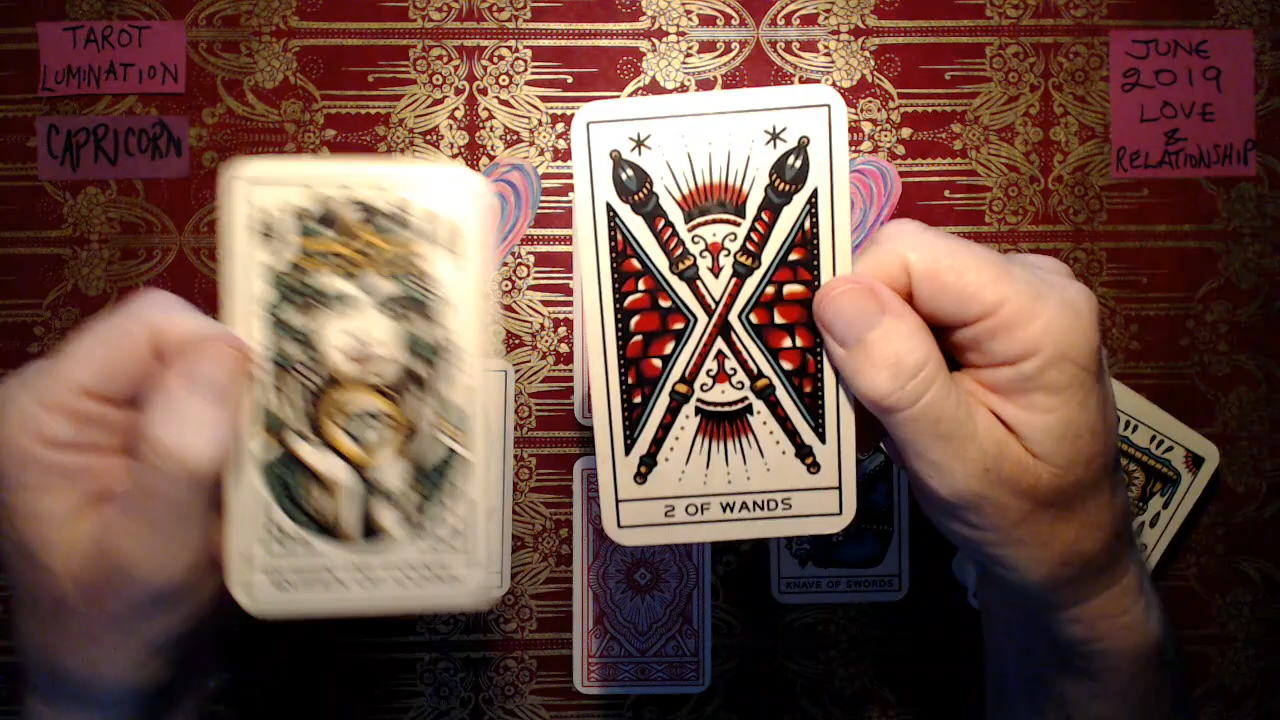 TAROT
LUMINATION
CAPRICORN
JUNE
2019
LOVE
&
RELATIONSHIP
2 OF WANDS
KNAVE OF SWORDS